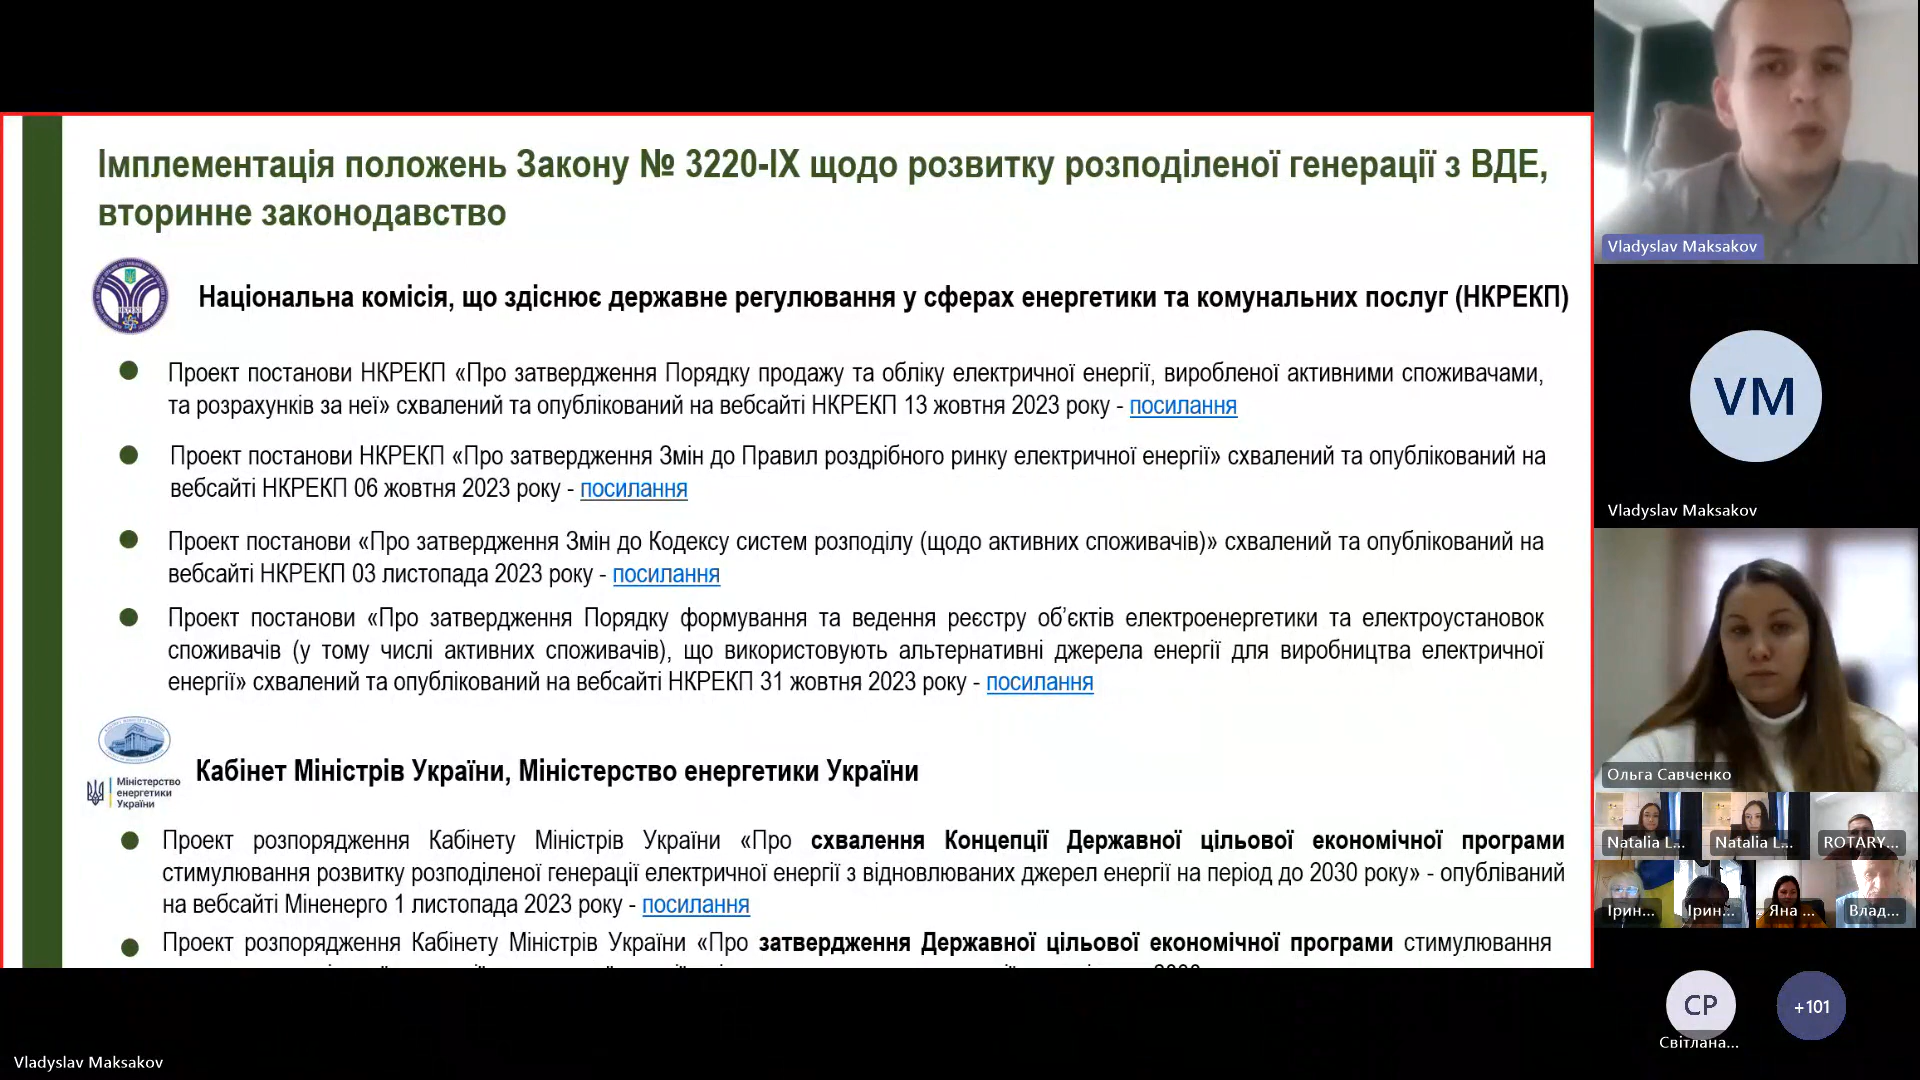 Імплементація положень Закону № 3220-IX щодо розвитку розподіленої генерації з ВДЕ,
вторинне законодавство
Національна комісія, що здіснює державне регулювання у сферах енергетики та комунальних послуг (НКРЕКП)
Проект постанови НКРЕКП «Про затвердження Порядку продажу та обліку електричної енергії, виробленої активними споживачами,
та розрахунків за неї» схвалений та опублікований на вебсайті НКРЕКП 13 жовтня 2023 року - посилання
Проект постанови НКРЕКП «Про затвердження Змін до Правил роздрібного ринку електричної енергії» схвалений та опублікований на
вебсайті НКРЕКП 06 жовтня 2023 року - посилання
Проект постанови «Про затвердження Змін до Кодексу систем розподілу (щодо активних споживачів)» схвалений та опублікований на
вебсайті НКРЕКП 03 листопада 2023 року - посилання
Проект постанови «Про затвердження Порядку формування та ведення реєстру об’єктів електроенергетики та електроустановок
споживачів (у тому числі активних споживачів), що використовують альтернативні джерела енергії для виробництва електричної
енергії» схвалений та опублікований на вебсайті НКРЕКП 31 жовтня 2023 року - посилання
Міністерство
енергетики
України
Кабінет Міністрів України, Міністерство енергетики України
Проект розпорядження Кабінету Міністрів України «Про схвалення Концепції Державної цільової економічної програми
стимулювання розвитку розподіленої генерації електричної енергії з відновлюваних джерел енергії на період до 2030 року» - опубліваний
на вебсайті Міненерго 1 листопада 2023 року - посилання
Проект розпорядження Кабінету Міністрів України «Про затвердження Державної цільової економічної програми стимулювання
Vladyslav Maksakov
Vladyslav Maksakov
VM
Vladyslav Maksakov
Ольга Савченко
Natalia L...
Natalia L...
ROTARY...
Ірин...
Ірин...
Яна ...
Влад...
CP
+101
Світлана...